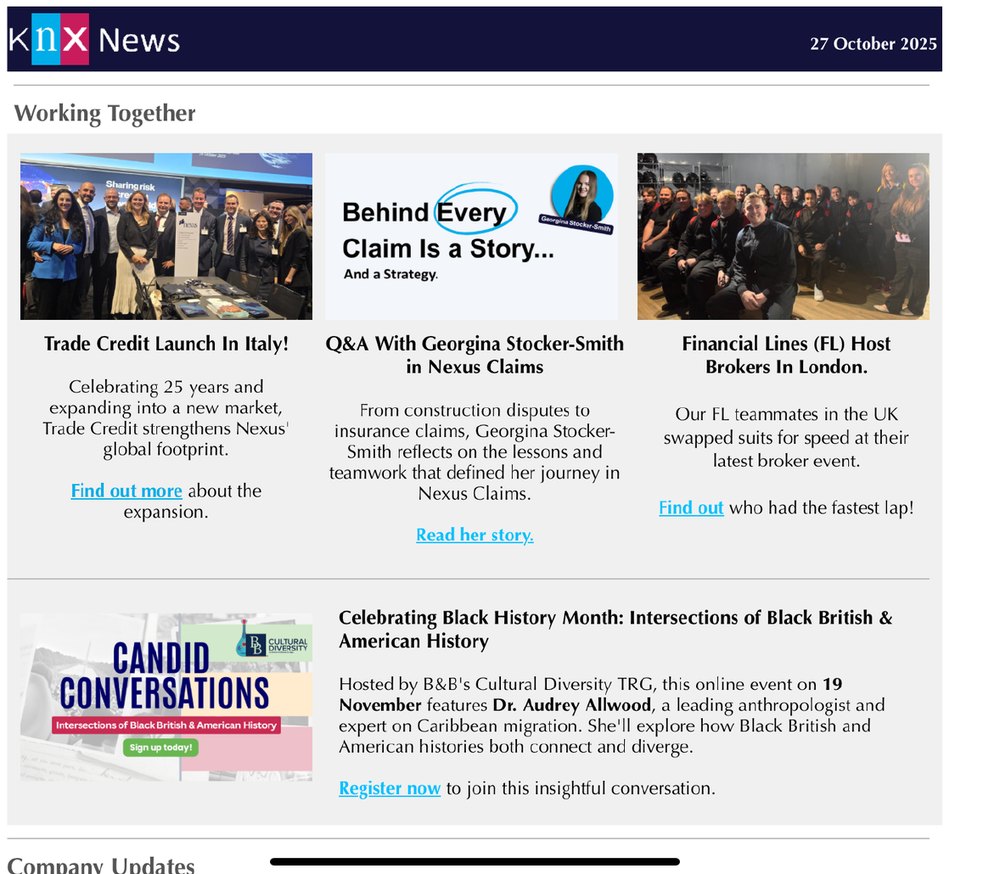 Knx News
27 October 2025
Working Together
Sharing risk
nexus
Behind Every
Claim Is a Story...
And a Strategy.
Georgina Stocker-Smith
Trade Credit Launch In Italy!
Celebrating 25 years and
expanding into a new market,
Trade Credit strengthens Nexus'
global footprint.
Find out more about the
expansion.
Q&A With Georgina Stocker-Smith
in Nexus Claims
From construction disputes to
insurance claims, Georgina Stocker-
Smith reflects on the lessons and
teamwork that defined her journey in
Nexus Claims.
Read her story.
Financial Lines (FL) Host
Brokers In London.
Our FL teammates in the UK
swapped suits for speed at their
latest broker event.
Find out who had the fastest lap!
CANDID
CONVERSATIONS
Intersections of Black British & American History
Sign up today!
BB CULTURAL
DIVERSITY
Celebrating Black History Month: Intersections of Black British &
American History
Hosted by B&B's Cultural Diversity TRG, this online event on 19
November features Dr. Audrey Allwood, a leading anthropologist and
expert on Caribbean migration. She'll explore how Black British and
American histories both connect and diverge.
Register now to join this insightful conversation.
Company Updates